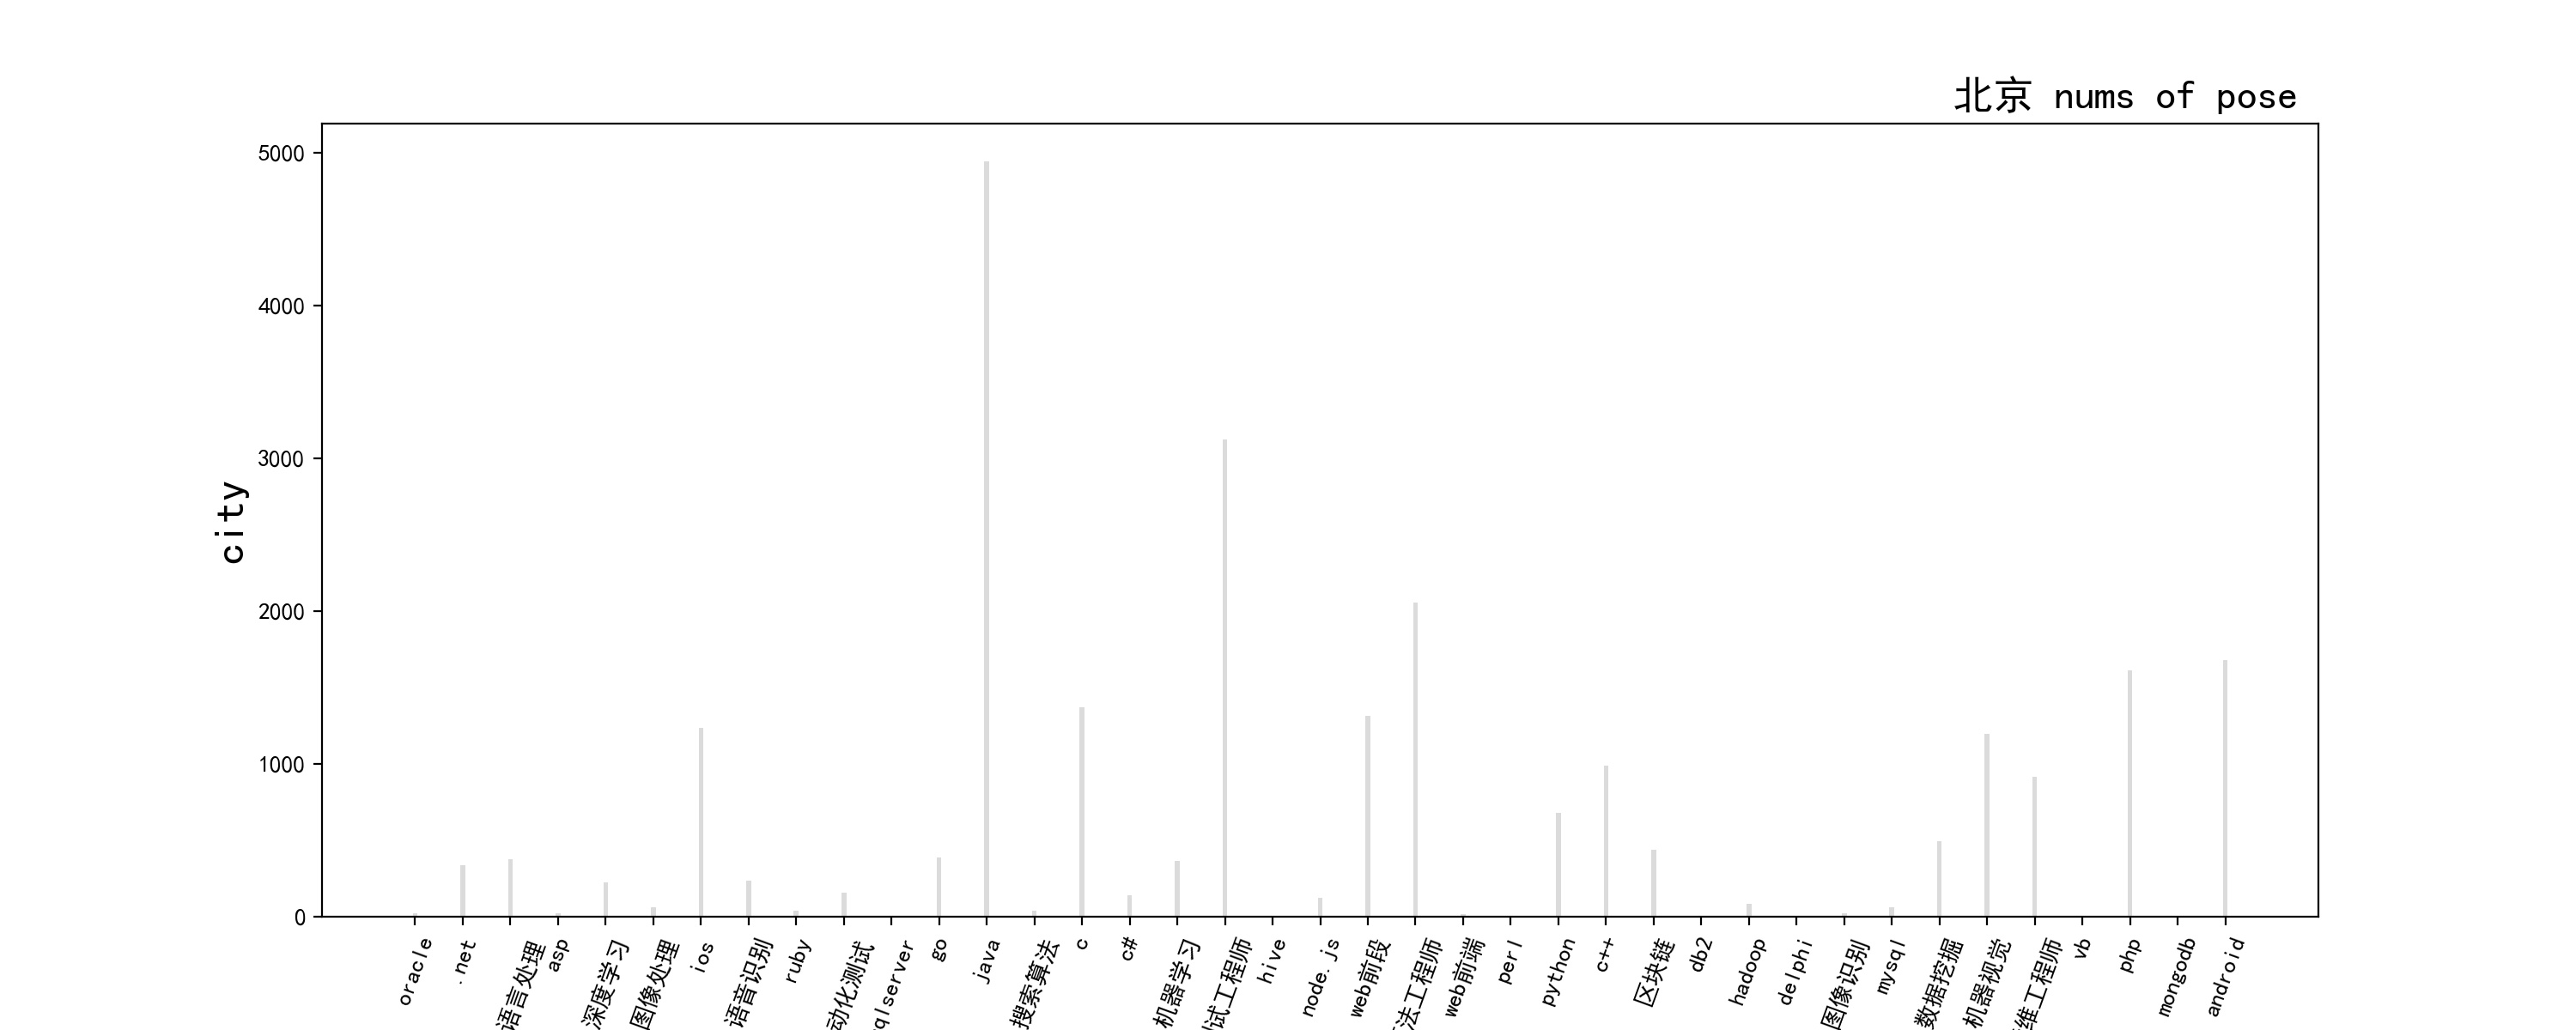 北京 nums of pose
city
5000
4000
3000
2000
1000
0
oracle
.net
语言处理
asp
深度学习
图像处理
ios
语音识别
ruby
动化测试
qlserver
go
java
搜索算法
c
c#
机器学习
试工程师
hive
node.js
web前段
法工程师
web前端
perl
python
c++
区块链
db2
hadoop
delphi
图像识别
mysql
数据挖掘
机器视觉
维工程师
vb
php
mongodb
android